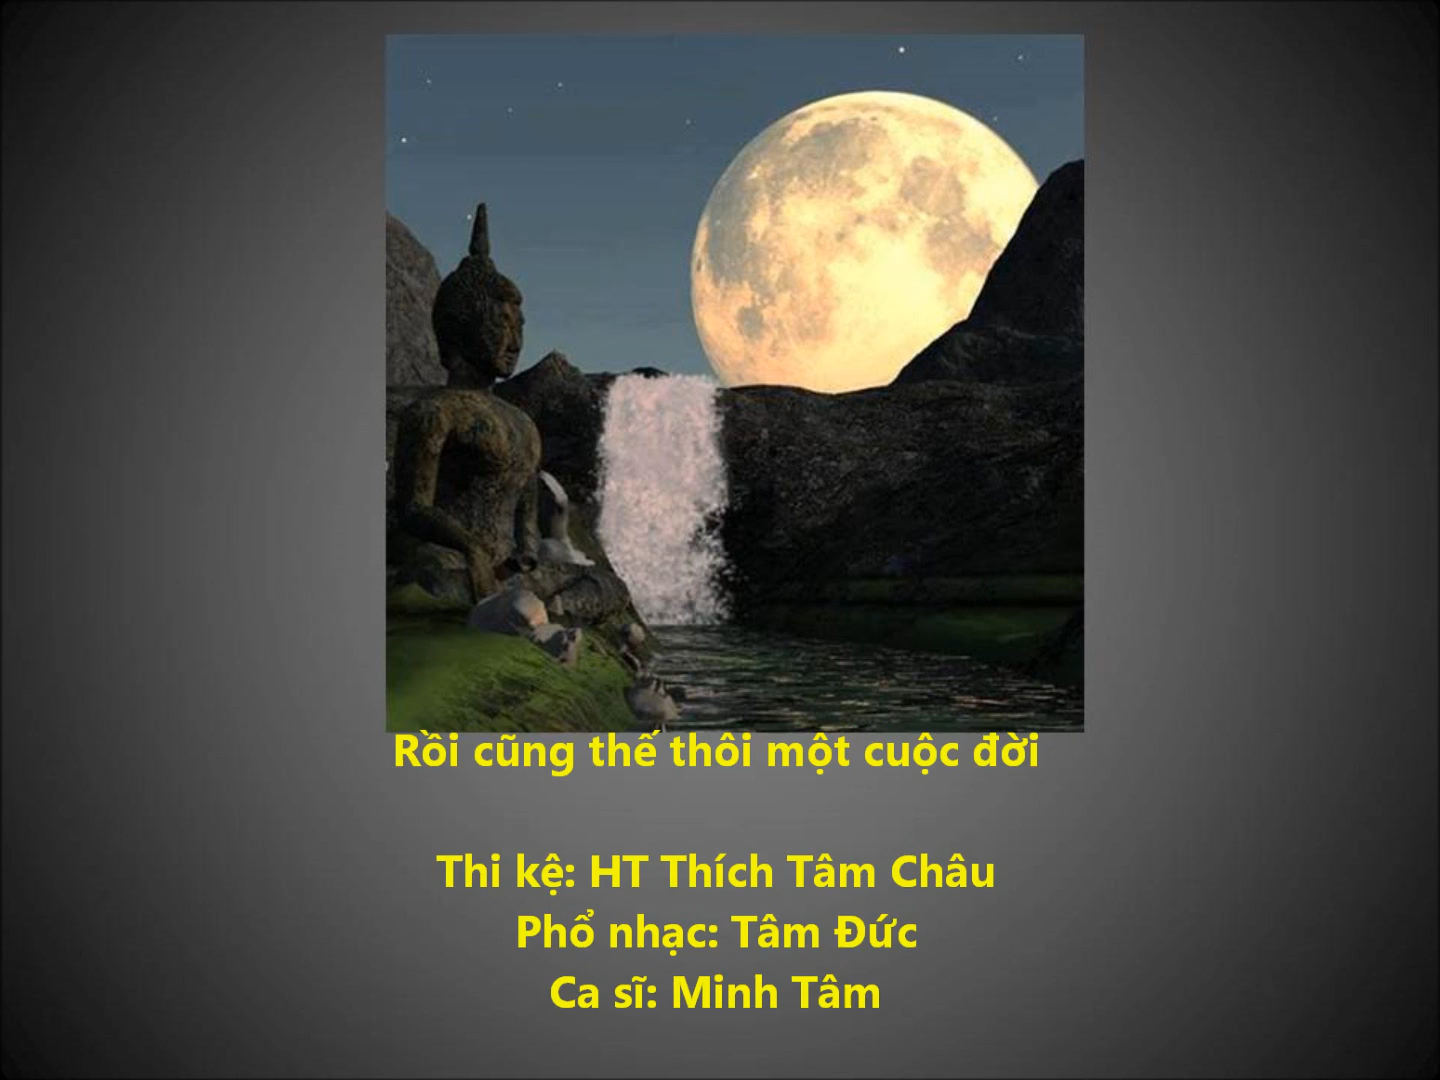 Rồi cũng thế thôi một cuộc đời
Thi kệ: HT Thích Tâm Châu
Phổ nhạc: Tâm Đức
Ca sĩ: Minh Tâm